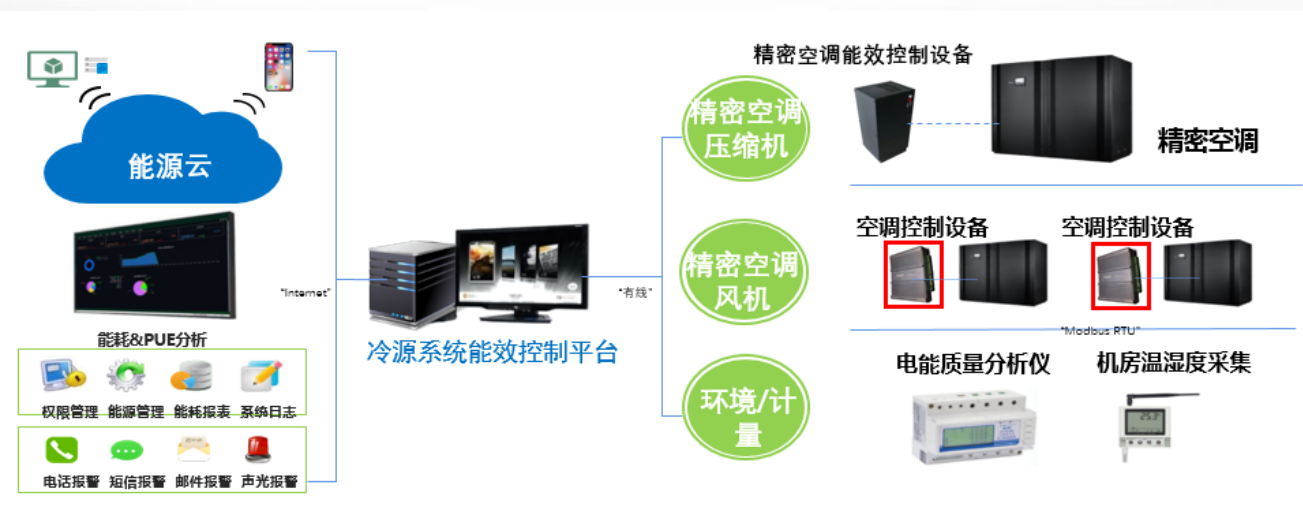 能源云
能耗&PUE分析
权限管理 能源管理 能耗报表 系统日志
电话报警 短信报警 邮件报警 声光报警
"Internet"
冷源系统能效控制平台
"有线"
精密空调
压缩机
精密空调
风机
环境/计
量
精密空调能效控制设备
精密空调
空调控制设备 空调控制设备
"Modbus RTU"
电能质量分析仪 机房温湿度采集